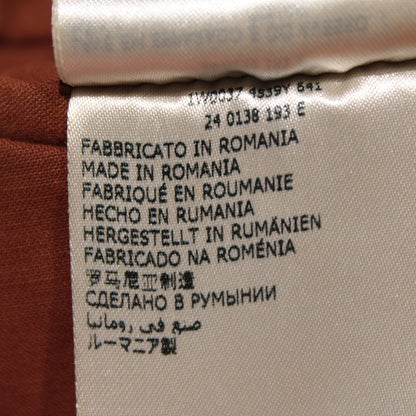 1W0037 4539Y 641
24 0138 193 E
FABBRICATO IN ROMANIA
MADE IN ROMANIA
FABRIQUÉ EN ROUMANIE
HECHO EN RUMANIA
HERGESTELLT IN RUMÄNIEN
FABRICADO NA ROMÉNIA
罗马尼亚制造
СДЕЛАНО В РУМЫНИИ
صنع في رومانيا
ルーマニア製